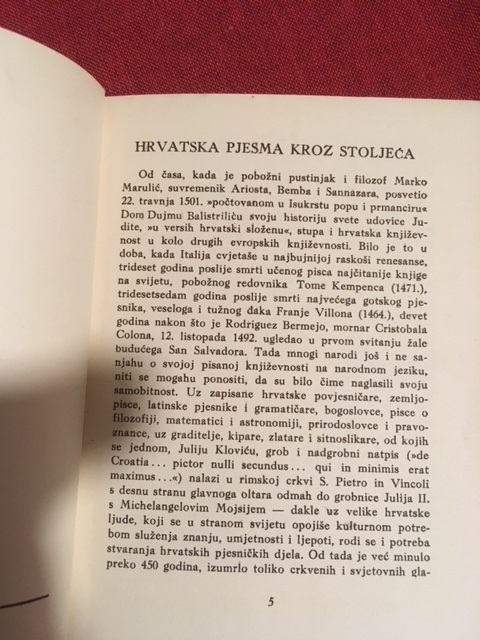 HRVATSKA PJESMA KROZ STOLJEĆA
Od časa, kada je pobožni pustinjak i filozof Marko
Marulić, suvremenik Ariosta, Bemba i Sannazara, posvetio
22. travnja 1501. »počtovanom u Isukrstu popu i prmanciru«
Dom Dujmu Balistriliću svoju historiju svete udovice Ju-
dite, »u versih hrvatski složenu«, stupa i hrvatska književ-
nost u kolo drugih evropskih književnosti. Bilo je to u
doba, kada Italija cvjetaše u najbujnijoj raskoši renesanse,
trideset godina poslije smrti učenog pisca najčitanije knjige
na svijetu, pobožnog redovnika Tome Kempenca (1471.),
tridesetsedam godina poslije smrti najvećega gotskog pje-
snika, veseloga i tužnog đaka Franje Villona (1464.), devet
godina nakon što je Rodriguez Bermejo, mornar Cristobala
Colona, 12. listopada 1492. ugledao u prvom svitanju žale
budućega San Salvadora. Tada mnogi narodi još i ne sa-
njahu o svojoj pisanoj književnosti na narodnom jeziku,
niti se mogahu ponositi, da su bilo čime naglasili svoju
samobitnost. Uz zapisane hrvatske povjesničare, zemljo-
pisce, latinske pjesnike i gramatičare, bogoslovce, pisce o
filozofiji, matematici i astronomiji, prirodoslovce i pravo-
znance, uz graditelje, kipare, zlatare i sitnoslikare, od kojih
se jednom, Juliju Kloviću, grob i nadgrobni natpis (»de
Croatia... pictor nulli secundus... qui in minimis erat
maximus...«) nalazi u rimskoj crkvi S. Pietro in Vincoli
s desnu stranu glavnoga oltara odmah do grobnice Julija II.
s Michelangelovim Mojsijem — dakle uz velike hrvatske
ljude, koji se u stranom svijetu opojiše kulturnom potre-
bom služenja znanju, umjetnosti i ljepoti, rodi se i potreba
stvaranja hrvatskih pjesničkih djela. Od tada je već minulo
preko 450 godina, izumrlo toliko crkvenih i svjetovnih gla-
5